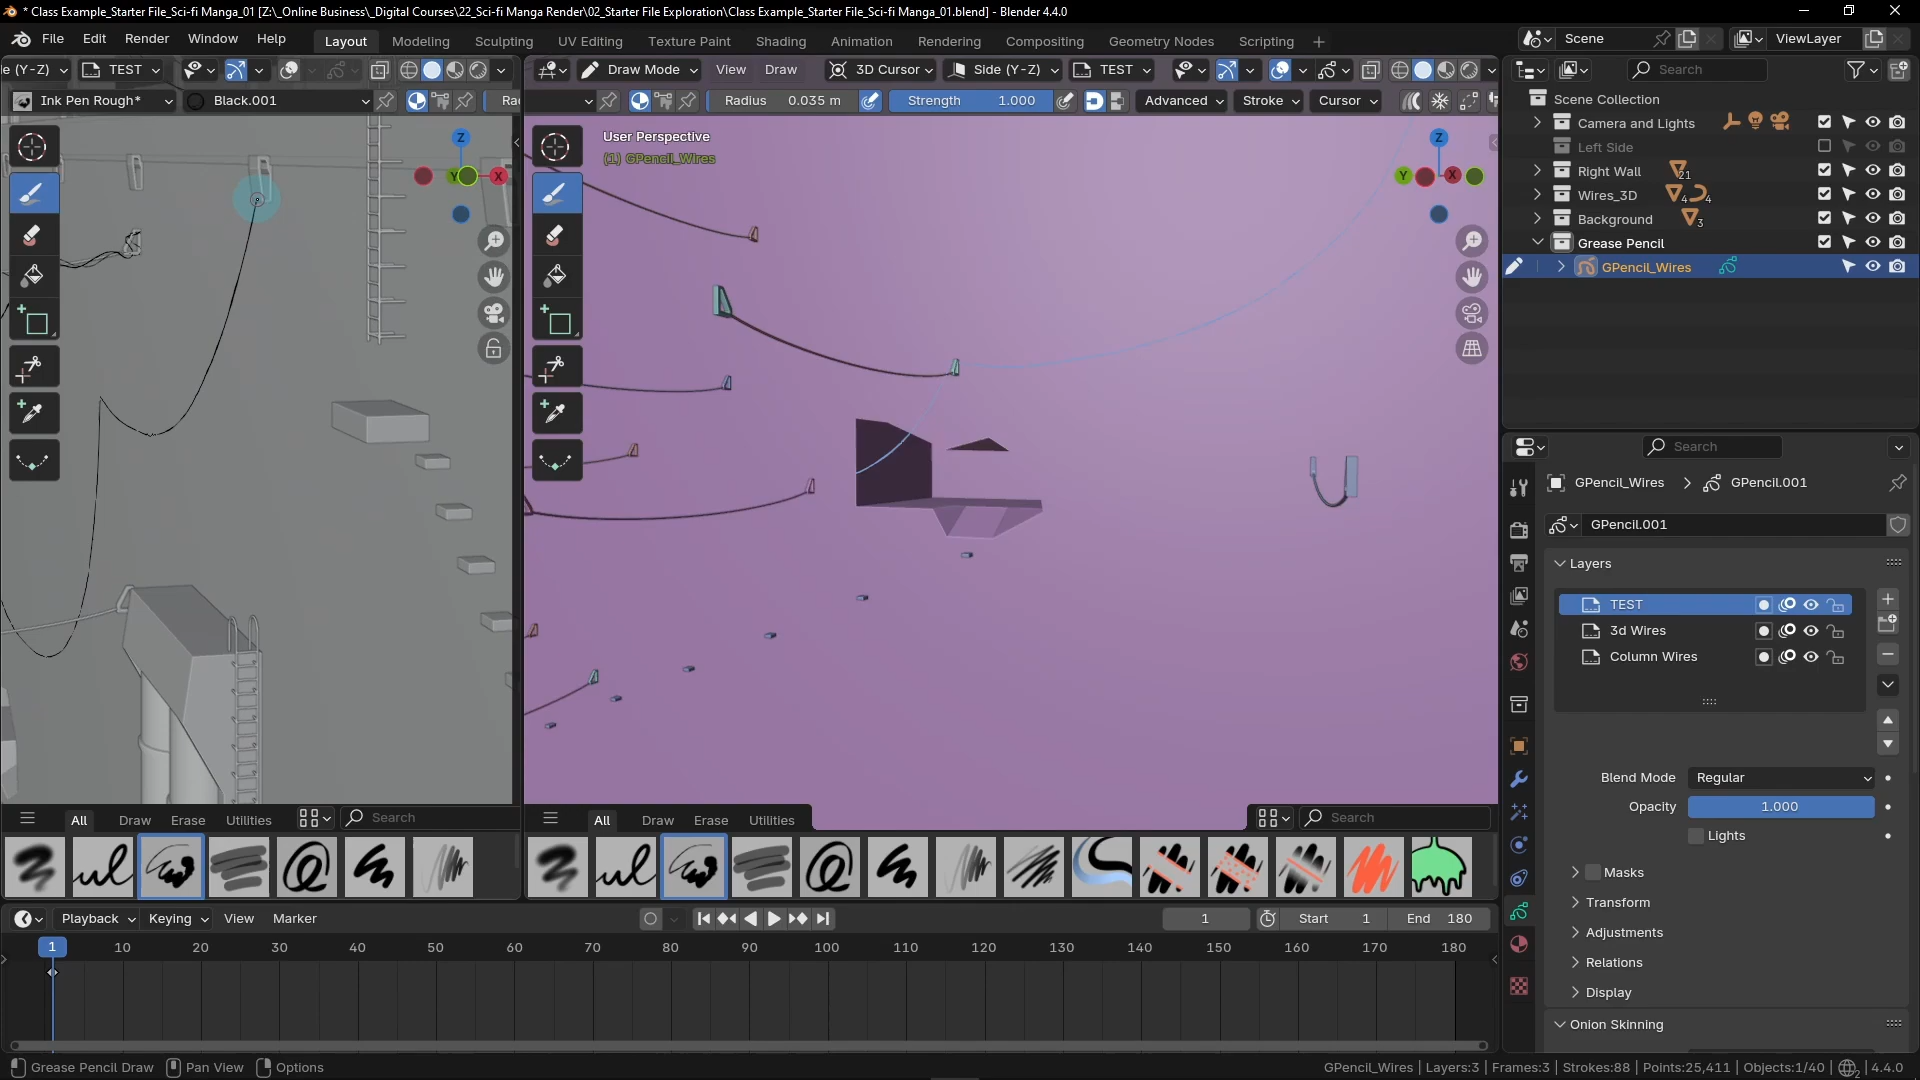 * Class Example_Starter File_Sci-fi Manga_01 [Z:\_Online Business\_Digital Courses\22_Sci-fi Manga Render\02_Starter File Exploration\Class Example_Starter File_Sci-fi Manga_01.blend] - Blender 4.4.0
File Edit Render Window Help Layout Modeling Sculpting UV Editing Texture Paint Shading Animation Rendering Compositing Geometry Nodes Scripting + Scene ViewLayer
e (Y-Z) TEST Draw Mode View Draw 3D Cursor Side (Y-Z) TEST Search
Ink Pen Rough* Black.001 Radius 0.035 m Strength 1.000 Advanced Stroke Cursor
Scene Collection
Camera and Lights
Left Side
Right Wall 21
Wires_3D 4 4
Background 3
Grease Pencil
GPencil_Wires
User Perspective
(1) GPencil_Wires
Z
Y X
Z
Y X
Search
GPencil_Wires > GPencil.001
GPencil.001
Layers
TEST
3d Wires
Column Wires
Blend Mode Regular
Opacity 1.000
Lights
Masks
Transform
Adjustments
Relations
Display
Onion Skinning
All Draw Erase Utilities Search
All Draw Erase Utilities Search
Playback Keying View Marker 1 Start 1 End 180
1 10 20 30 40 50 60 70 80 90 100 110 120 130 140 150 160 170 180
Grease Pencil Draw Pan View Options GPencil_Wires | Layers:3 | Frames:3 | Strokes:88 | Points:25,411 | Objects:1/40 | 2 | 4.4.0